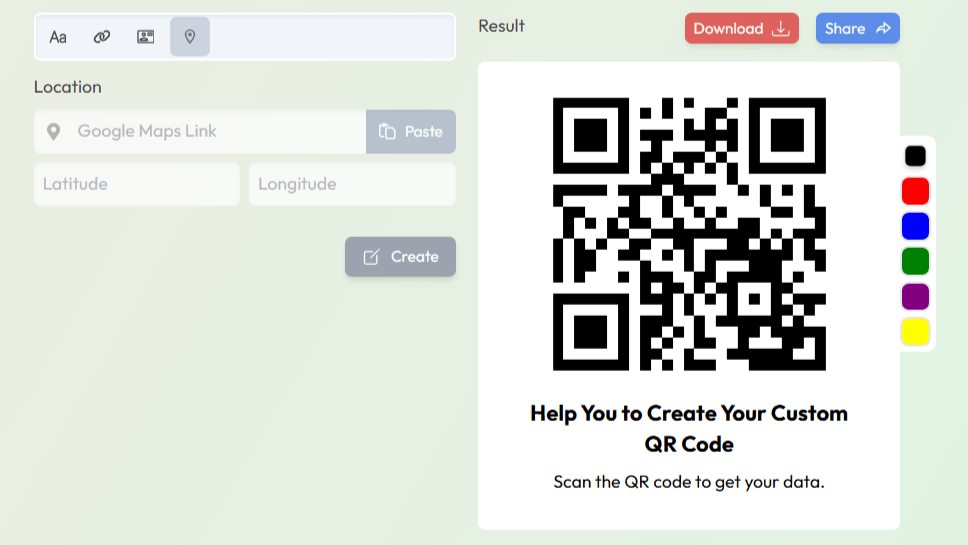 Aa
Location
Google Maps Link
Paste
Latitude
Longitude
Create
Result
Download
Share
Help You to Create Your Custom
QR Code
Scan the QR code to get your data.